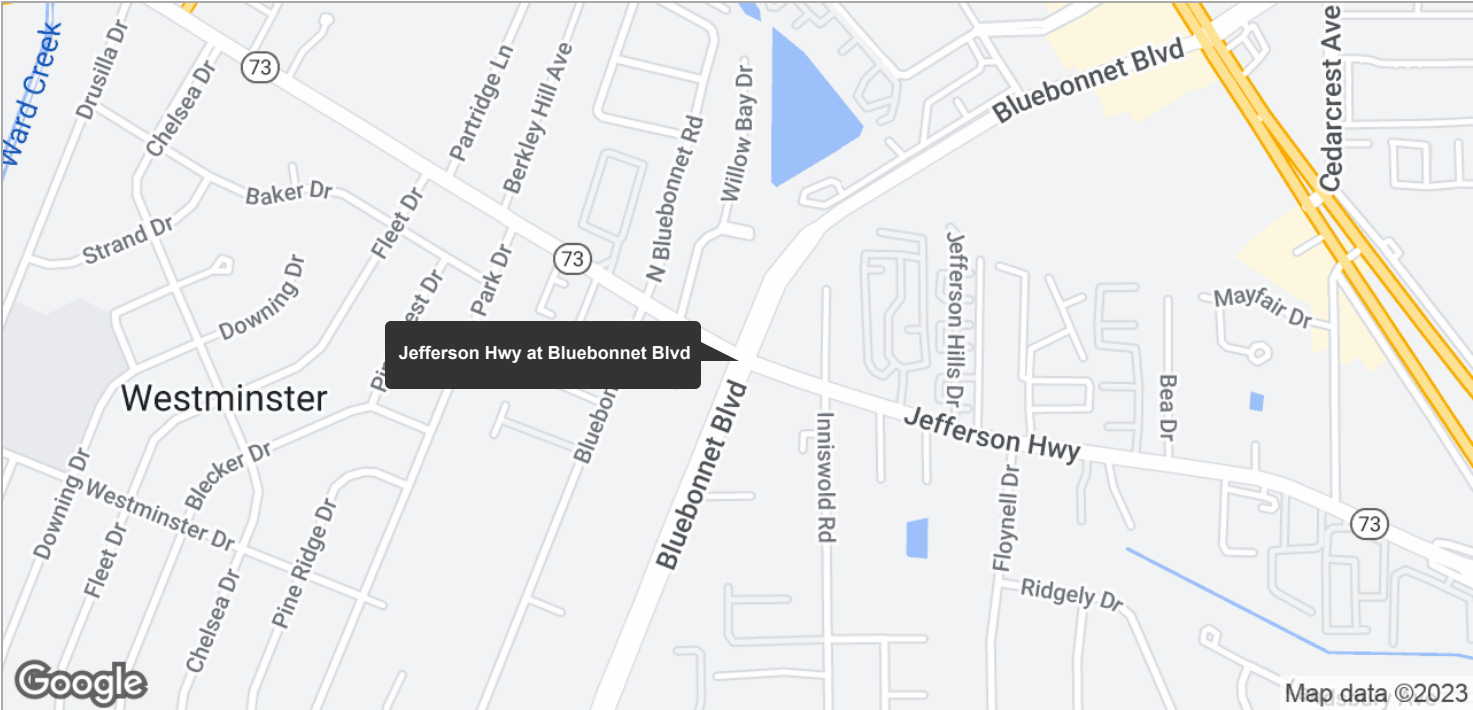 Ward Creek
Drusilla Dr
Chelsea Dr
73
Partridge Ln
Berkley Hill Ave
N Bluebonnet Rd
Willow Bay Dr
Bluebonnet Blvd
Cedarcrest Ave
Baker Dr
Strand Dr
Fleet Dr
Downing Dr
Park Dr
73
Jefferson Hills Dr
Mayfair Dr
Jefferson Hwy at Bluebonnet Blvd
Westminster
Bluebonnet Blvd
Inniswold Rd
Jefferson Hwy
Bea Dr
Blecker Dr
Downing Dr
Westminster Dr
Fleet Dr
Chelsea Dr
Pine Ridge Dr
Floynell Dr
Ridgely Dr
73
Google
Map data ©2023